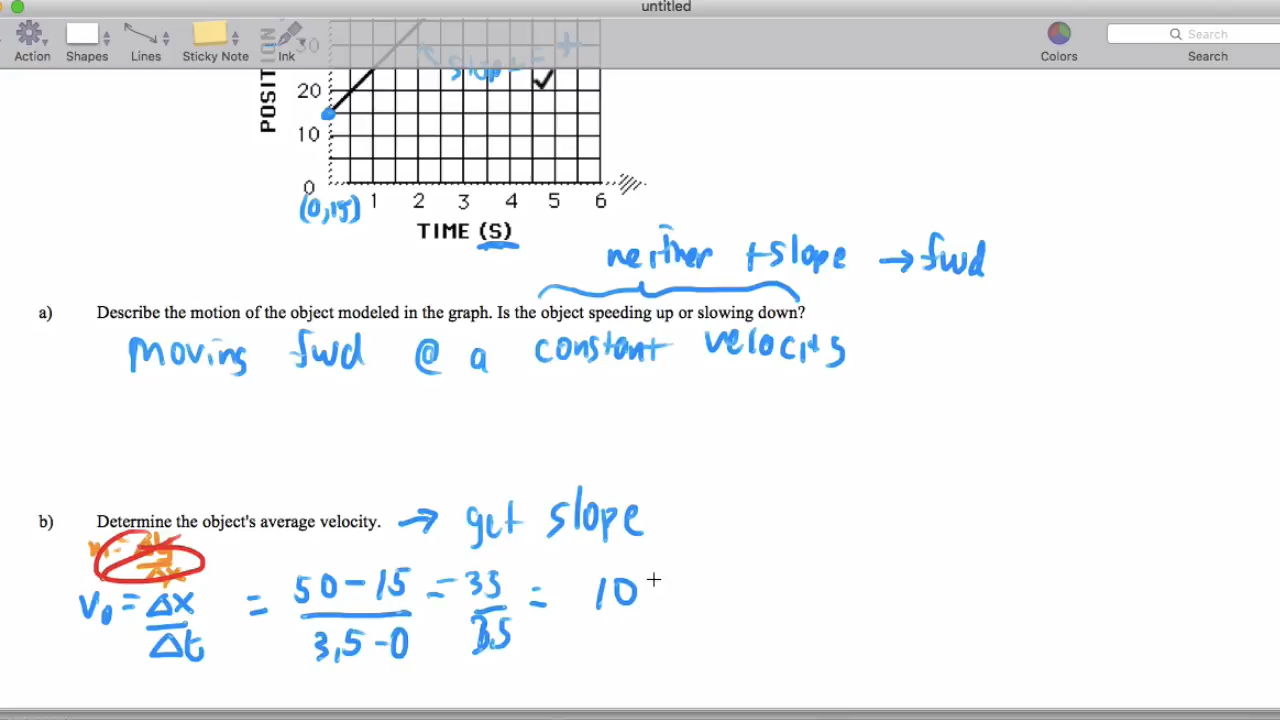 untitled
Action Shapes Lines Sticky Note Ink Colors Search Search
POSITION
30
slope = +
20
10
0
(0,15) 1 2 3 4 5 6
TIME (S)
neither +slope → fwd
a) Describe the motion of the object modeled in the graph. Is the object speeding up or slowing down?
moving fwd @ a constant velocity
b) Determine the object's average velocity. → get slope
m = Δy/Δx
= 50-15 = 35 = 10
3,5-0 3,5
Δx
Δt